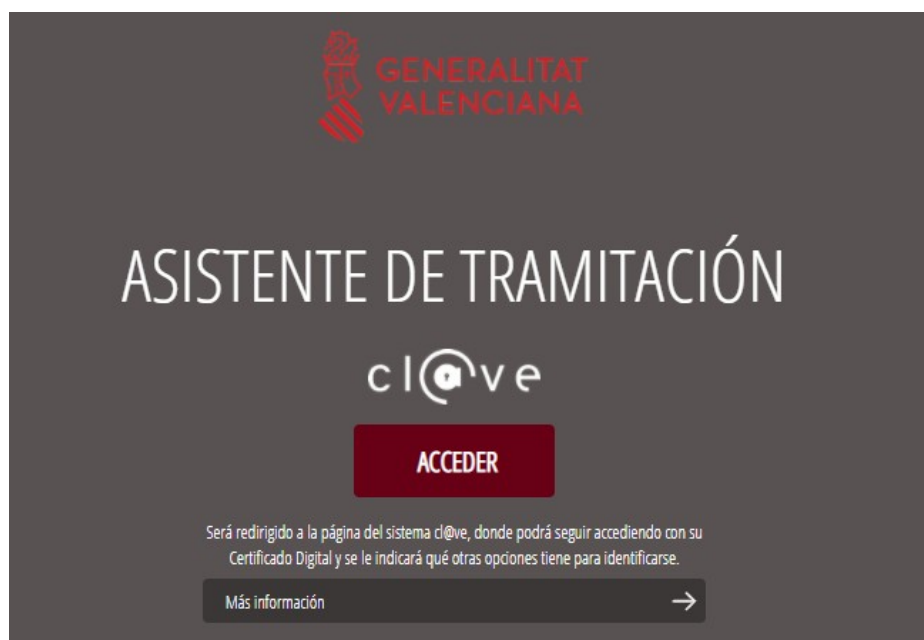 GENERALITAT
VALENCIANA
ASISTENTE DE TRAMITACIÓN
cl@ve
ACCEDER
Será redirigido a la página del sistema cl@ve, donde podrá seguir accediendo con su
Certificado Digital y se le indicará qué otras opciones tiene para identificarse.
Más información